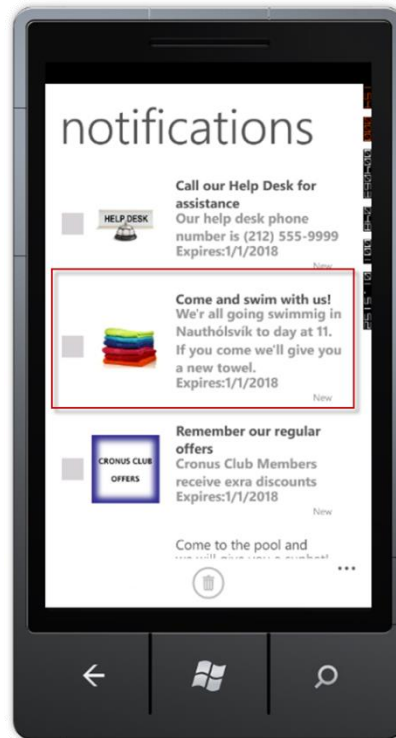 notifications
Call our Help Desk for
assistance
HELP DESK
Our help desk phone
number is (212) 555-9999
Expires:1/1/2018
New
Come and swim with us!
We'r all going swimmig in
Nauthólsvík to day at 11.
If you come we'll give you
a new towel.
Expires:1/1/2018
New
Remember our regular
offers
CRONUS CLUB
OFFERS
Cronus Club Members
receive exra discounts
Expires:1/1/2018
New
Come to the pool and